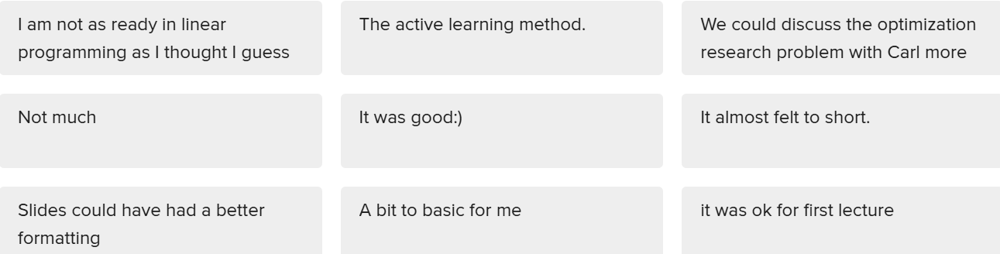 I am not as ready in linear
programming as I thought I guess
The active learning method.
We could discuss the optimization
research problem with Carl more
Not much
It was good:)
It almost felt to short.
Slides could have had a better
formatting
A bit to basic for me
it was ok for first lecture